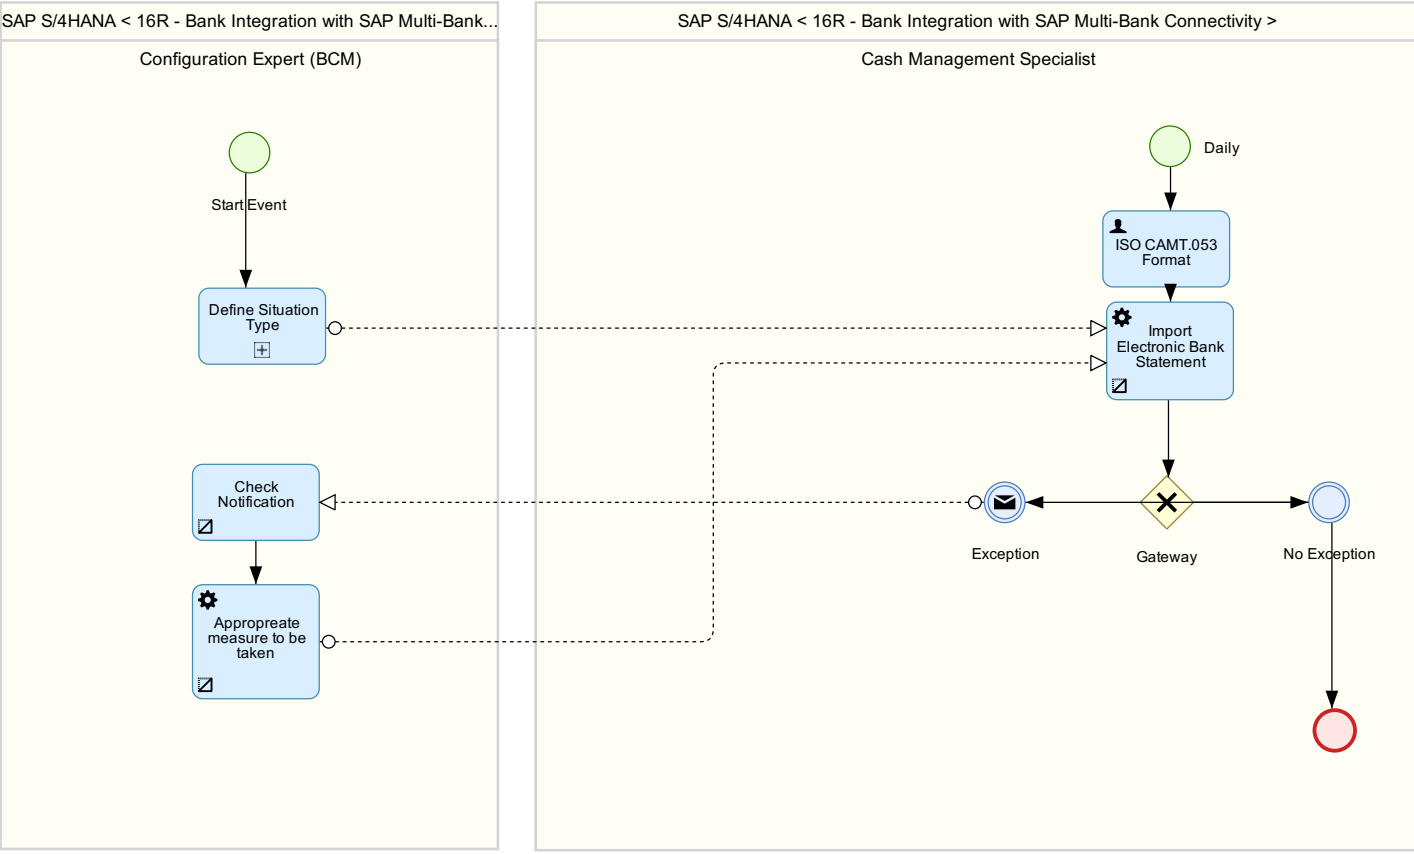 SAP S/4HANA < 16R - Bank Integration with SAP Multi-Bank...
Configuration Expert (BCM)
Start Event
Define Situation
Type
Check
Notification
Appropreate
measure to be
taken
SAP S/4HANA < 16R - Bank Integration with SAP Multi-Bank Connectivity >
Cash Management Specialist
Daily
ISO CAMT.053
Format
Import
Electronic Bank
Statement
Exception
Gateway
No Exception